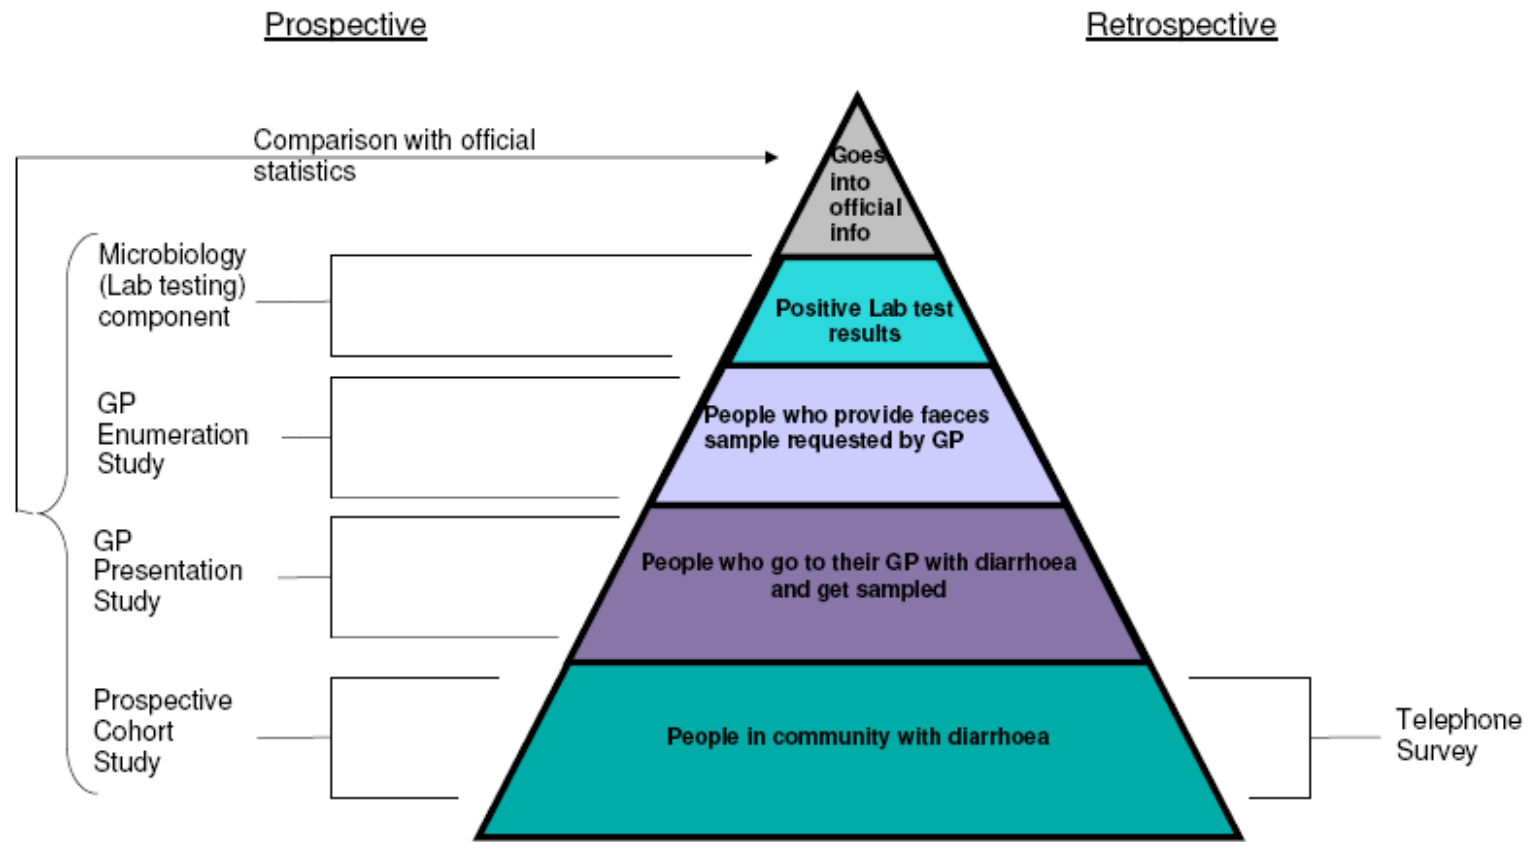 Prospective
Retrospective
Comparison with official
statistics
Goes
into
official
info
Microbiology
(Lab testing)
component
Positive Lab test
results
GP
Enumeration
Study
People who provide faeces
sample requested by GP
GP
Presentation
Study
People who go to their GP with diarrhoea
and get sampled
Prospective
Cohort
Study
People in community with diarrhoea
Telephone
Survey